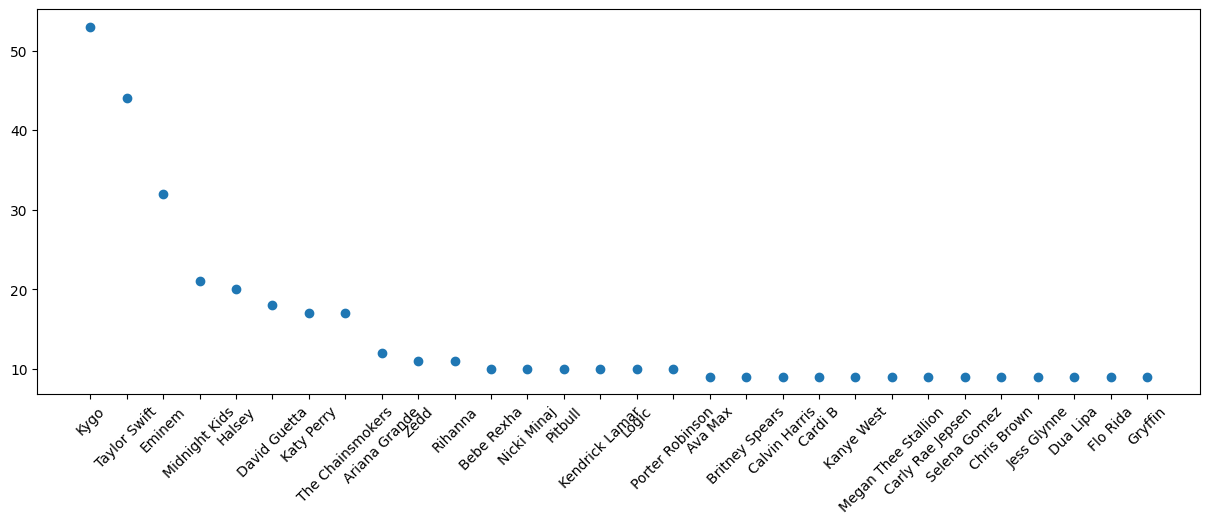 50
40
30
20
10
Kygo
Taylor Swift
Eminem
Midnight Kids
Halsey
David Guetta
Katy Perry
The Chainsmokers
Ariana Grande
Zedd
Rihanna
Bebe Rexha
Nicki Minaj
Pitbull
Kendrick Lamar
Logic
Porter Robinson
Ava Max
Britney Spears
Calvin Harris
Cardi B
Kanye West
Megan Thee Stallion
Carly Rae Jepsen
Selena Gomez
Chris Brown
Jess Glynne
Dua Lipa
Flo Rida
Gryffin